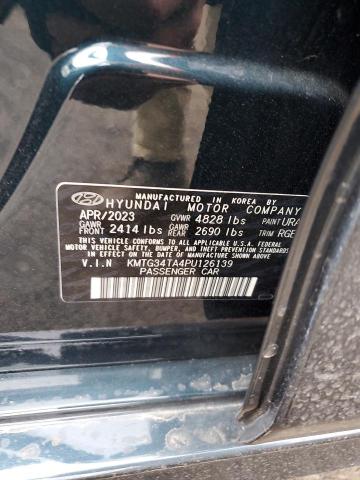 MANUFACTURED IN KOREA BY
HYUNDAI MOTOR COMPANY
APR/2023 GVWR 4828 lbs PAINT URA
GAWR FRONT 2414 lbs GAWR REAR 2690 lbs TRIM RGE
THIS VEHICLE CONFORMS TO ALL APPLICABLE U.S.A. FEDERAL
MOTOR VEHICLE SAFETY, BUMPER, AND THEFT PREVENTION
STANDARDS IN EFFECT ON THE DATE OF MANUFACTURE SHOWN ABOVE.
V.I.N KMTG34TA4PU126139
PASSENGER CAR